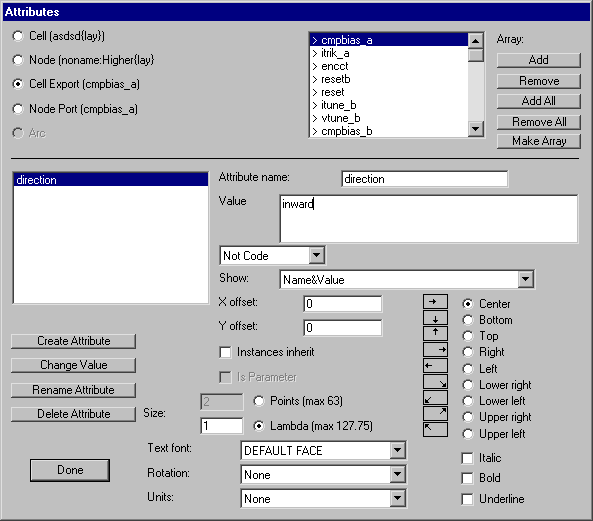 Attributes
Cell (asdsd{lay})
Node (noname:Higher{lay}
Cell Export (cmpbias_a)
Node Port (cmpbias_a)
Arc
> cmpbias_a
> itrik_a
> encct
> resetb
> reset
> itune_b
> vtune_b
> cmpbias_b
Array:
Add
Remove
Add All
Remove All
Make Array
direction
Attribute name: direction
Value inward
Not Code
Show: Name&Value
X offset: 0
Y offset: 0
Instances inherit
Is Parameter
Create Attribute
Change Value
Rename Attribute
Delete Attribute
Size: 2 Points (max 63)
1 Lambda (max 127.75)
Text font: DEFAULT FACE
Rotation: None
Units: None
Done
Center
Bottom
Top
Right
Left
Lower right
Lower left
Upper right
Upper left
Italic
Bold
Underline